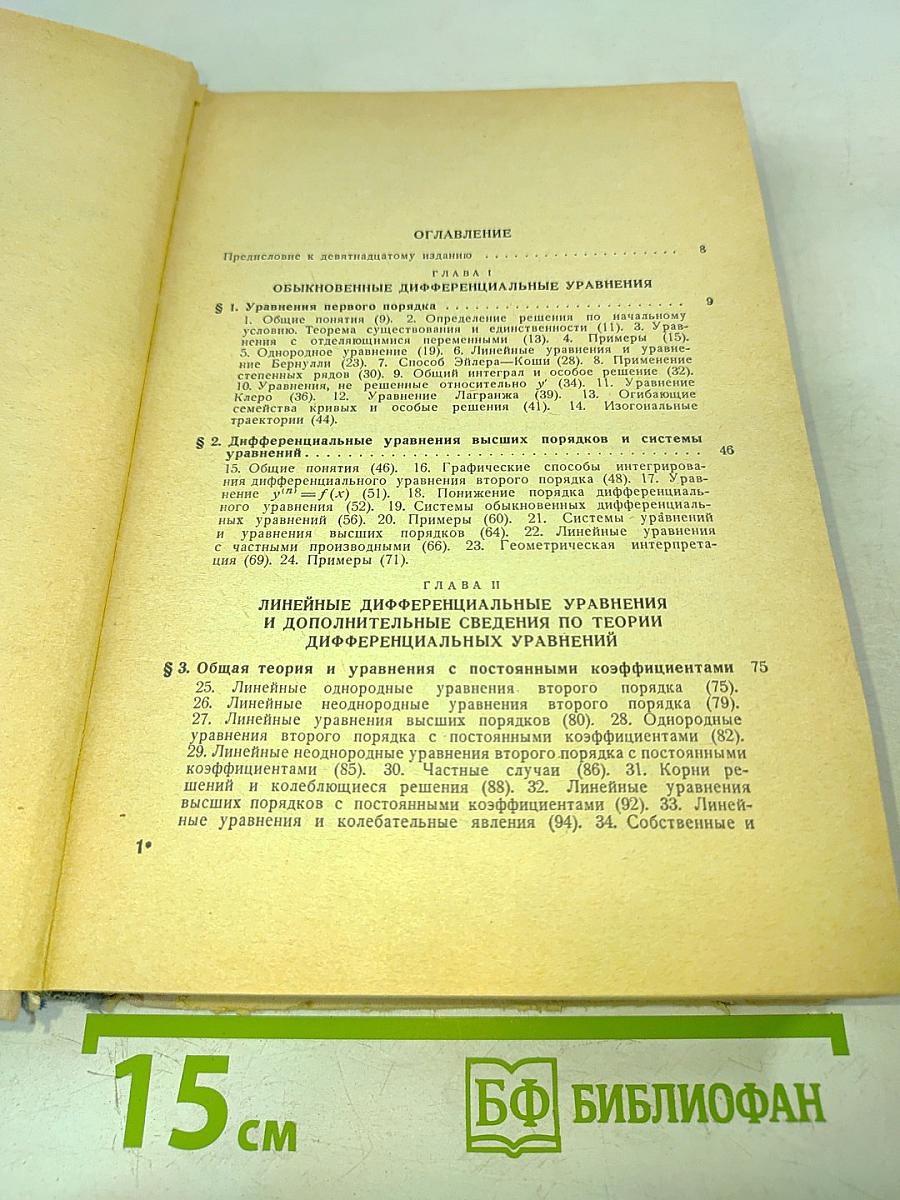 ОГЛАВЛЕНИЕ
Предисловие к девятнадцатому изданию . . . . . . . . . . . . . . . . . . . . 8
ГЛАВА I
ОБЫКНОВЕННЫЕ ДИФФЕРЕНЦИАЛЬНЫЕ УРАВНЕНИЯ
§ 1. Уравнения первого порядка . . . . . . . . . . . . . . . . . . . . . . . . 9
1. Общие понятия (9). 2. Определение решения по начальному
условию. Теорема существования и единственности (11). 3. Урав-
нения с отделяющимися переменными (13). 4. Примеры (15).
5. Однородное уравнение (19). 6. Линейные уравнения и уравне-
ние Бернулли (23). 7. Способ Эйлера—Коши (28). 8. Применение
степенных рядов (30). 9. Общий интеграл и особое решение (32).
10. Уравнения, не решенные относительно y′ (34). 11. Уравнение
Клеро (36). 12. Уравнение Лагранжа (39). 13. Огибающие
семейства кривых и особые решения (41). 14. Изогональные
траектории (44).
§ 2. Дифференциальные уравнения высших порядков и системы
уравнений . . . . . . . . . . . . . . . . . . . . . . . . . . . . . . . . . . . . . . 46
15. Общие понятия (46). 16. Графические способы интегрирова-
ния дифференциального уравнения второго порядка (48). 17. Урав-
нение y⁽ⁿ⁾=f(x) (51). 18. Понижение порядка дифференциаль-
ного уравнения (52). 19. Системы обыкновенных дифференциаль-
ных уравнений (56). 20. Примеры (60). 21. Системы уравнений
и уравнения высших порядков (64). 22. Линейные уравнения
с частными производными (66). 23. Геометрическая интерпрета-
ция (69). 24. Примеры (71).
ГЛАВА II
ЛИНЕЙНЫЕ ДИФФЕРЕНЦИАЛЬНЫЕ УРАВНЕНИЯ
И ДОПОЛНИТЕЛЬНЫЕ СВЕДЕНИЯ ПО ТЕОРИИ
ДИФФЕРЕНЦИАЛЬНЫХ УРАВНЕНИЙ
§ 3. Общая теория и уравнения с постоянными коэффициентами 75
25. Линейные однородные уравнения второго порядка (75).
26. Линейные неоднородные уравнения второго порядка (79).
27. Линейные уравнения высших порядков (80). 28. Однородные
уравнения второго порядка с постоянными коэффициентами (82).
29. Линейные неоднородные уравнения второго порядка с постоянными
коэффициентами (85). 30. Частные случаи (86). 31. Корни ре-
шений и колеблющиеся решения (88). 32. Линейные уравнения
высших порядков с постоянными коэффициентами (92). 33. Линей-
ные уравнения и колебательные явления (94). 34. Собственные и
1*
15 см
БФ БИБЛИОФАН